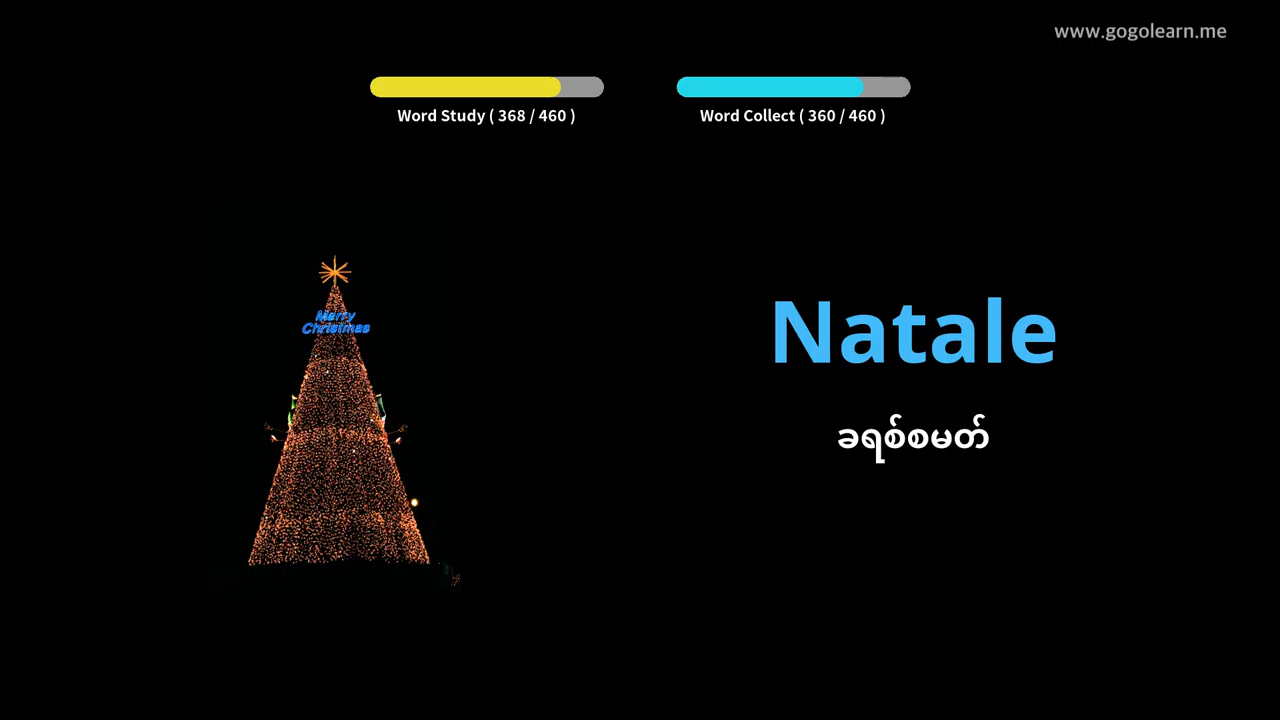 www.gogolearn.me
Word Study ( 368 / 460 )
Word Collect ( 360 / 460 )
Merry
Christmas
Natale
ခရစ်စမတ်